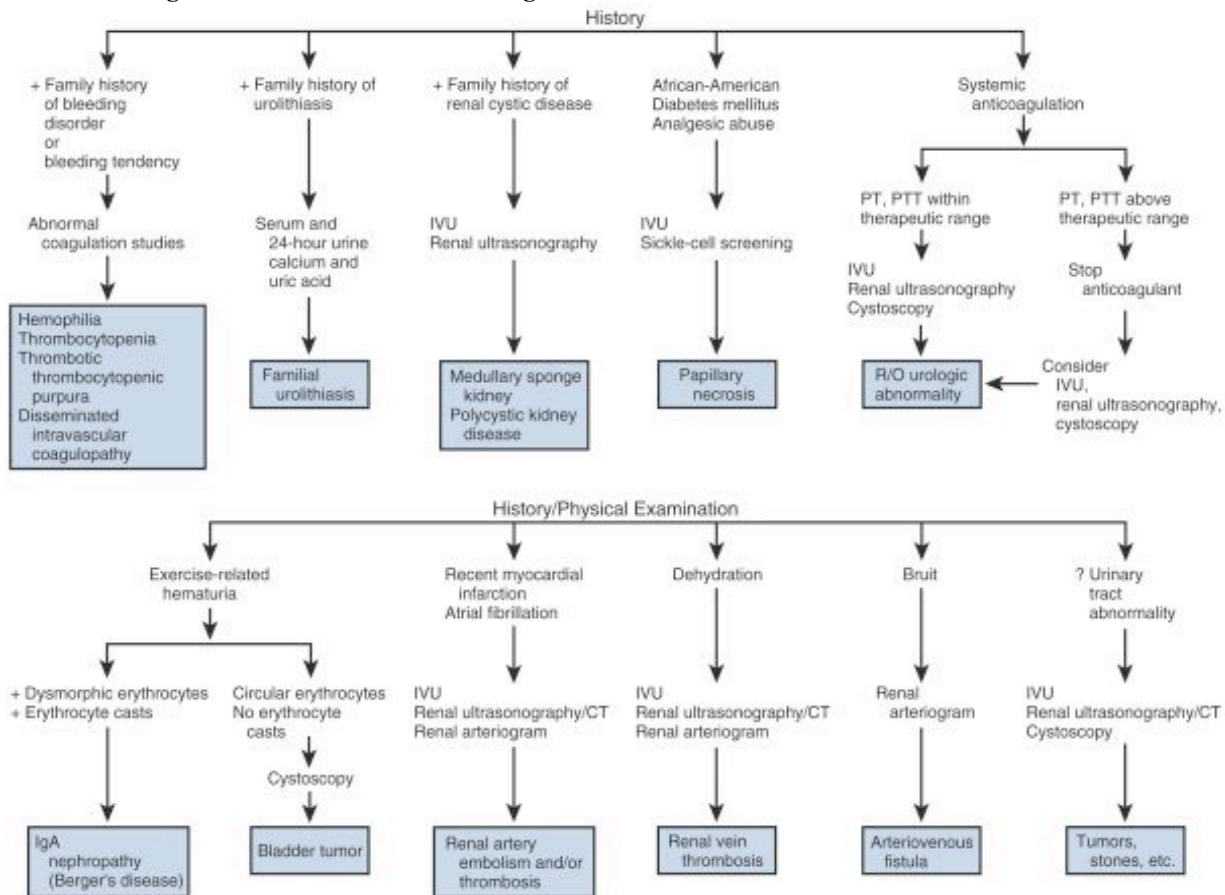 History
+ Family history
of bleeding
disorder
or
bleeding tendency
Abnormal
coagulation studies
Hemophilia
Thrombocytopenia
Thrombotic
thrombocytopenic
purpura
Disseminated
intravascular
coagulopathy
+ Family history of
urolithiasis
Serum and
24-hour urine
calcium and
uric acid
Familial
urolithiasis
+ Family history of
renal cystic disease
IVU
Renal ultrasonography
Medullary sponge
kidney
Polycystic kidney
disease
African-American
Diabetes mellitus
Analgesic abuse
IVU
Sickle-cell screening
Papillary
necrosis
Systemic
anticoagulation
PT, PTT within
therapeutic range
IVU
Renal ultrasonography
Cystoscopy
R/O urologic
abnormality
PT, PTT above
therapeutic range
Stop
anticoagulant
Consider
IVU,
renal ultrasonography,
cystoscopy
History/Physical Examination
Exercise-related
hematuria
+ Dysmorphic erythrocytes
+ Erythrocyte casts
IgA
nephropathy
(Berger's disease)
Circular erythrocytes
No erythrocyte
casts
Cystoscopy
Bladder tumor
Recent myocardial
infarction
Atrial fibrillation
IVU
Renal ultrasonography/CT
Renal arteriogram
Renal artery
embolism and/or
thrombosis
Dehydration
IVU
Renal ultrasonography/CT
Renal arteriogram
Renal vein
thrombosis
Bruit
Renal
arteriogram
Arteriovenous
fistula
? Urinary
tract
abnormality
IVU
Renal ultrasonography/CT
Cystoscopy
Tumors,
stones, etc.